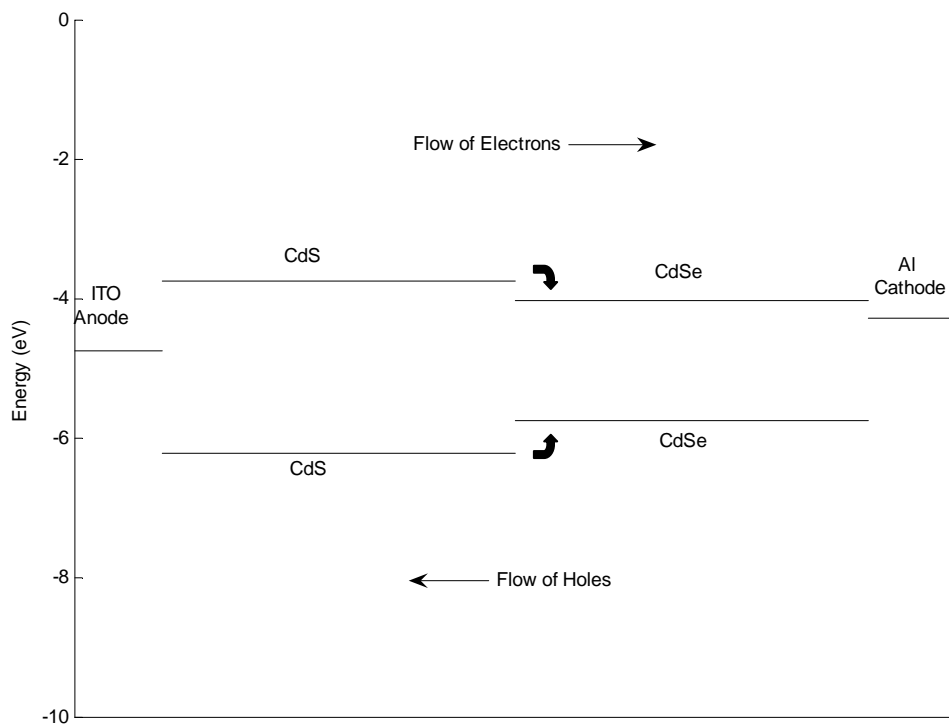 0
Flow of Electrons
-2
CdS
CdSe
Al
Cathode
-4
ITO
Anode
Energy (eV)
-6
CdS
CdSe
-8
Flow of Holes
-10